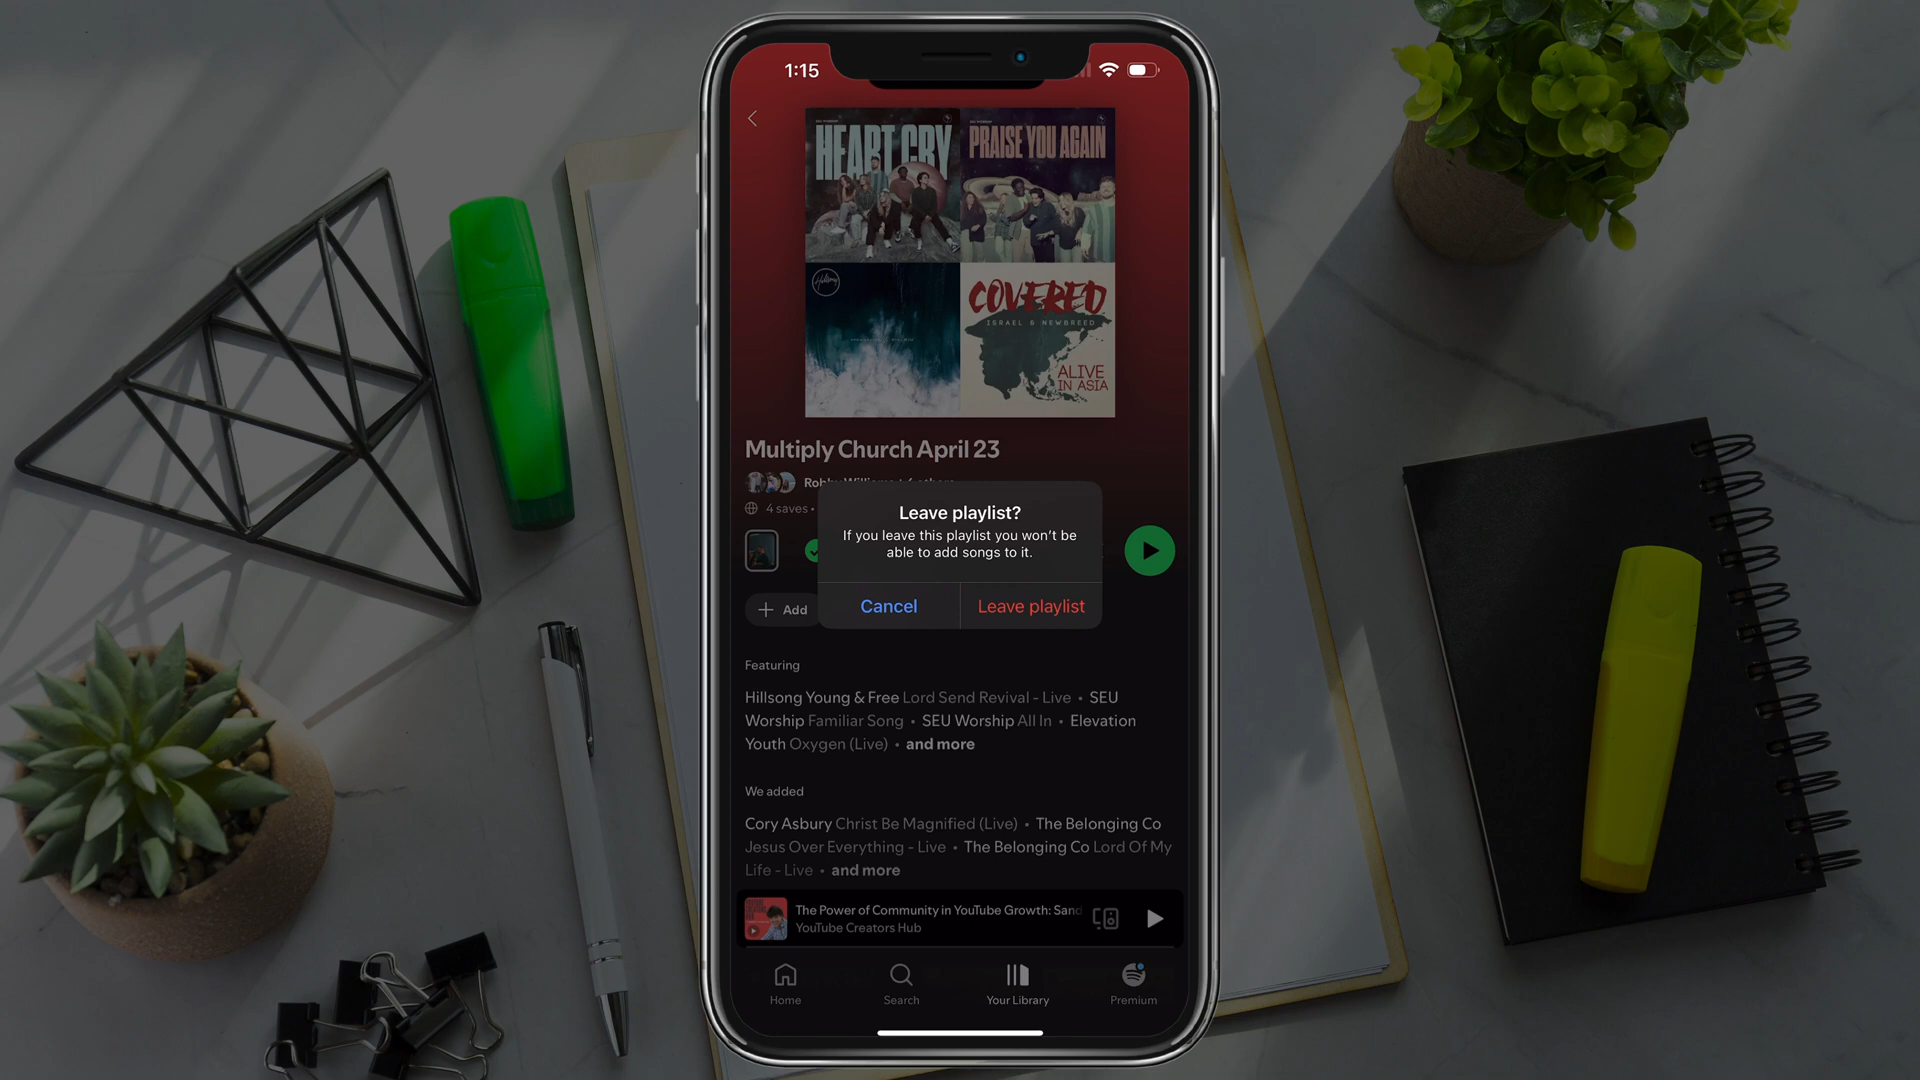 1:15
HEART CRY
PRAISE YOU AGAIN
Hillsong
COVERED
ISRAEL & NEWBREED
ALIVE
IN ASIA
Multiply Church April 23
4 saves •
Leave playlist?
If you leave this playlist you won't be
able to add songs to it.
Cancel
Leave playlist
Add
Featuring
Hillsong Young & Free Lord Send Revival - Live • SEU
Worship Familiar Song • SEU Worship All In • Elevation
Youth Oxygen (Live) • and more
We added
Cory Asbury Christ Be Magnified (Live) • The Belonging Co
Jesus Over Everything - Live • The Belonging Co Lord Of My
Life - Live • and more
The Power of Community in YouTube Growth: Sand
YouTube Creators Hub
Home
Search
Your Library
Premium